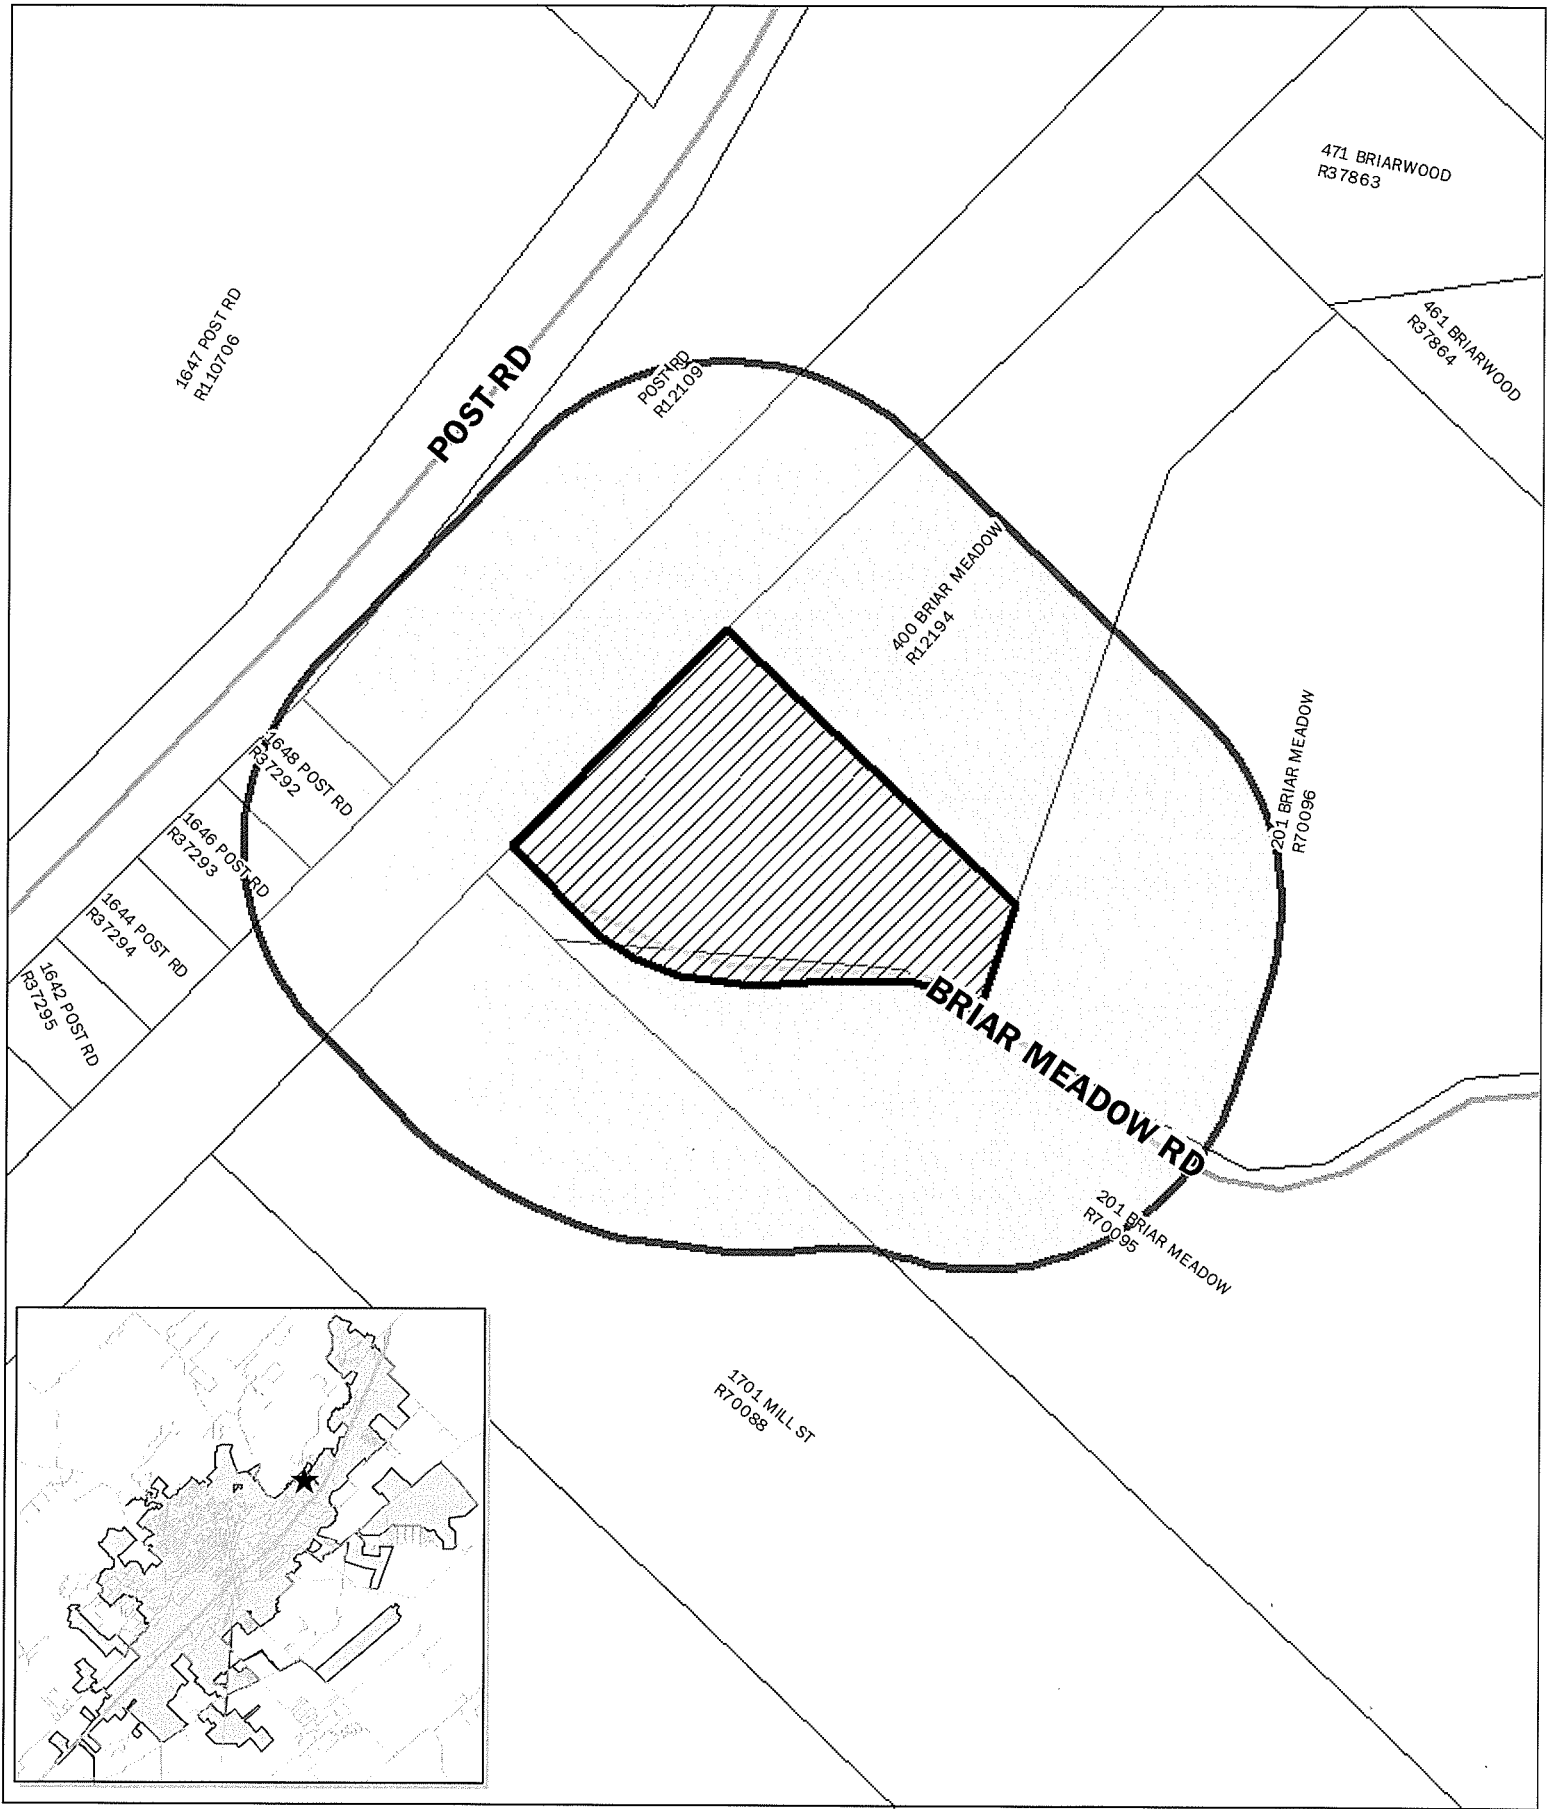 471 BRIARWOOD
R37863
461 BRIARWOOD
R37864
1647 POST RD
R110706
POST RD
POST RD
R12109
400 BRIAR MEADOW
R12194
201 BRIAR MEADOW
R70096
1648 POST RD
R37292
1646 POST RD
R37293
1644 POST RD
R37294
1642 POST RD
R37295
BRIAR MEADOW RD
201 BRIAR MEADOW
R70095
1701 MILL ST
R70088